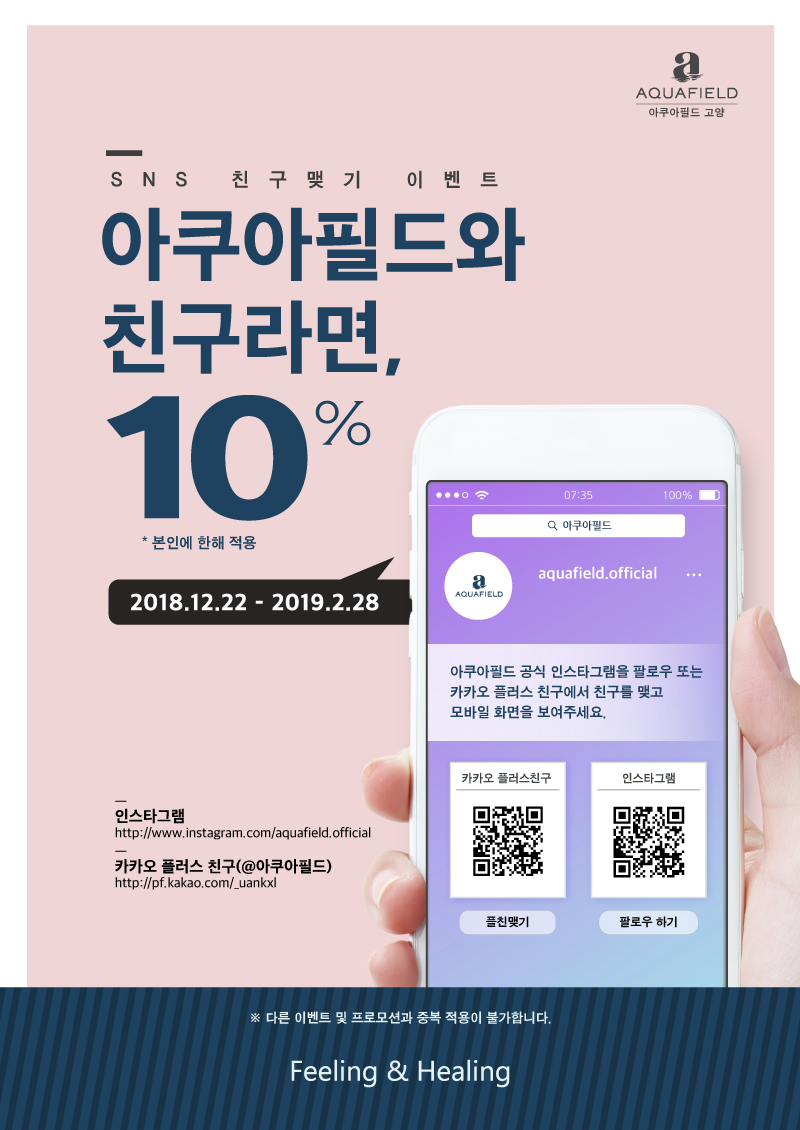 a
AQUAFIELD
아쿠아필드 고양
SNS 친구맺기 이벤트
아쿠아필드와
친구라면,
10%
* 본인에 한해 적용
2018.12.22 - 2019.2.28
07:35
100%
아쿠아필드
a
AQUAFIELD
aquafield.official
아쿠아필드 공식 인스타그램을 팔로우 또는
카카오 플러스 친구에서 친구를 맺고
모바일 화면을 보여주세요.
카카오 플러스친구
인스타그램
플친맺기
팔로우 하기
인스타그램
http://www.instagram.com/aquafield.official
카카오 플러스 친구(@아쿠아필드)
http://pf.kakao.com/_uankxl
※ 다른 이벤트 및 프로모션과 중복 적용이 불가합니다.
Feeling & Healing